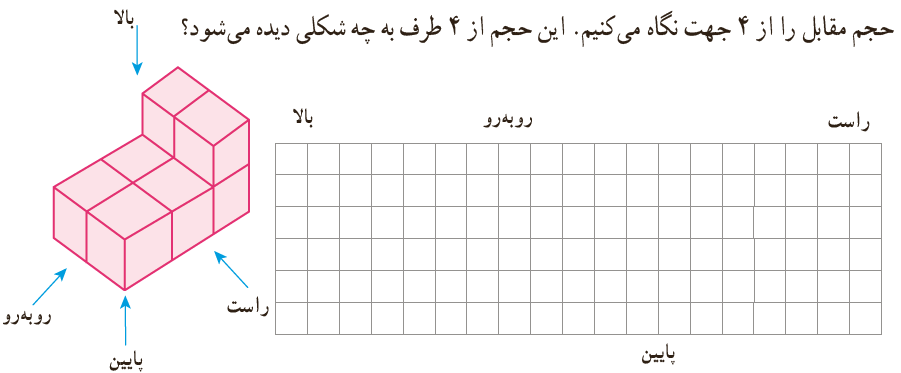 حجم مقابل را از ۴ جهت نگاه می‌کنیم. این حجم از ۴ طرف به چه شکلی دیده می‌شود؟
بالا
راست
روبه‌رو
بالا
راست
روبه‌رو
پایین
پایین